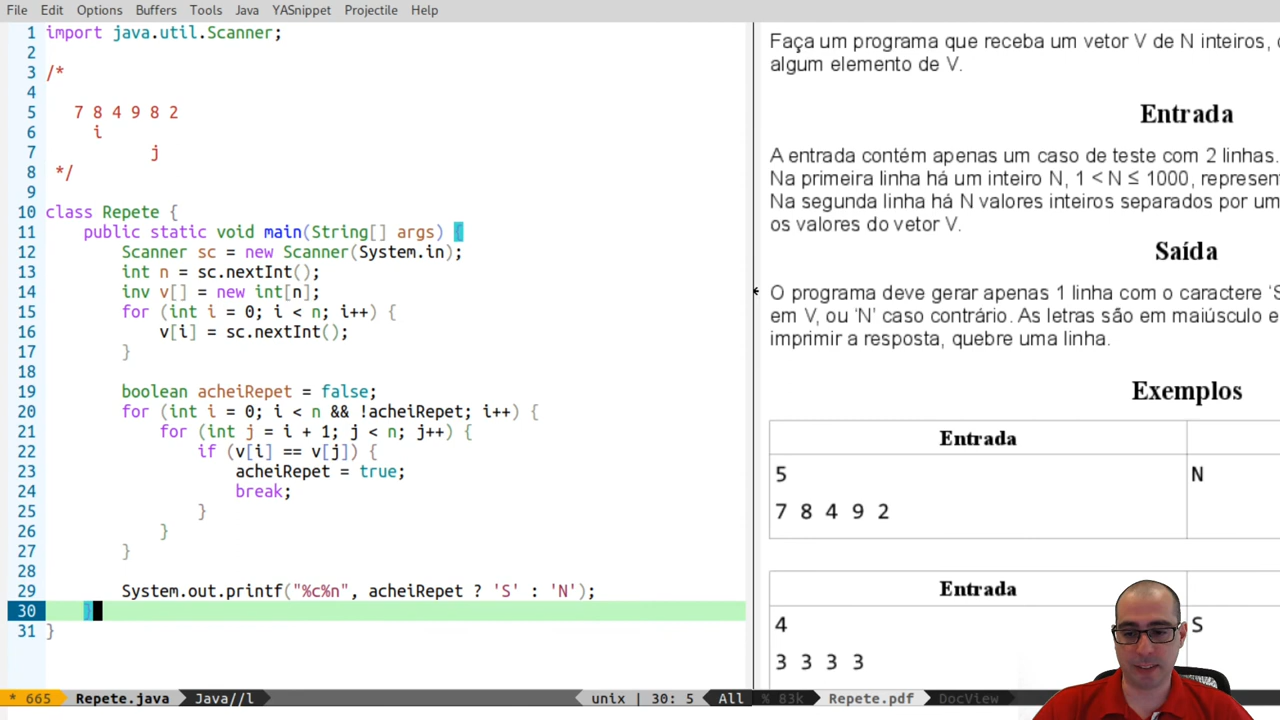 File Edit Options Buffers Tools Java YASnippet Projectile Help
1 import java.util.Scanner;
2
3 /*
4
5 7 8 4 9 8 2
6 i
7 j
8 */
9
10 class Repete {
11 public static void main(String[] args) {
12 Scanner sc = new Scanner(System.in);
13 int n = sc.nextInt();
14 inv v[] = new int[n];
15 for (int i = 0; i < n; i++) {
16 v[i] = sc.nextInt();
17 }
18
19 boolean acheiRepet = false;
20 for (int i = 0; i < n && !acheiRepet; i++) {
21 for (int j = i + 1; j < n; j++) {
22 if (v[i] == v[j]) {
23 acheiRepet = true;
24 break;
25 }
26 }
27 }
28
29 System.out.printf("%c%n", acheiRepet ? 'S' : 'N');
30 }
31 }
* 665 Repete.java Java//l unix | 30: 5 All
Faça um programa que receba um vetor V de N inteiros,
algum elemento de V.
Entrada
A entrada contém apenas um caso de teste com 2 linhas.
Na primeira linha há um inteiro N, 1 < N ≤ 1000, represen
Na segunda linha há N valores inteiros separados por um
os valores do vetor V.
Saída
O programa deve gerar apenas 1 linha com o caractere 'S
em V, ou 'N' caso contrário. As letras são em maiúsculo e
imprimir a resposta, quebre uma linha.
Exemplos
Entrada
5 N
7 8 4 9 2
Entrada
4 S
3 3 3 3
% 83k Repete.pdf DocView